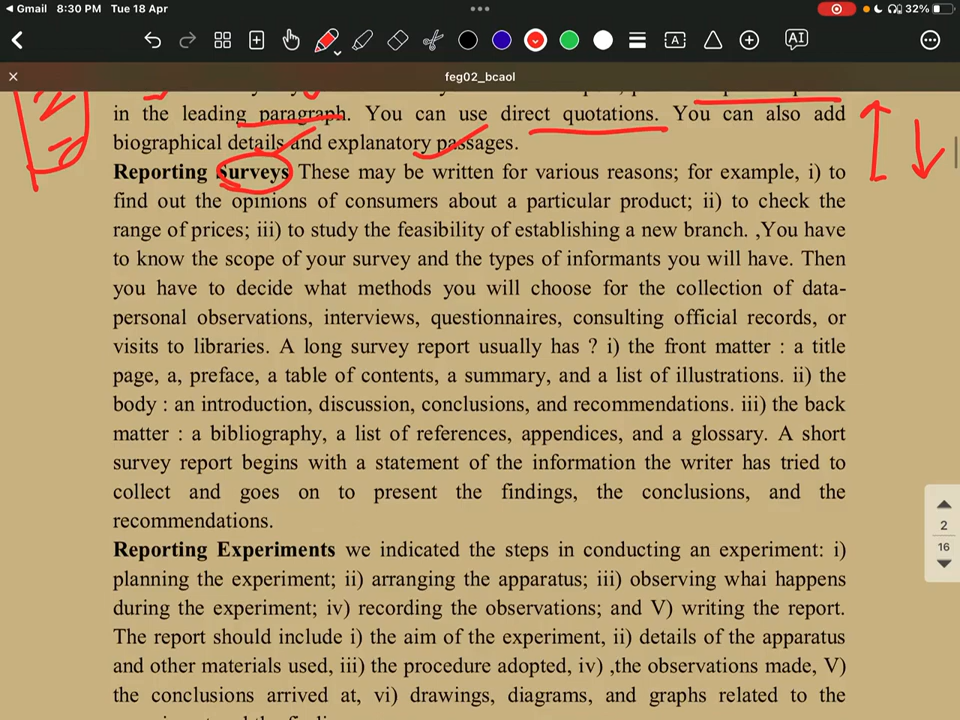 Gmail 8:30 PM Tue 18 Apr 32%
A AI
feg02_bcaol
in the leading paragraph. You can use direct quotations. You can also add
biographical details and explanatory passages.
Reporting Surveys These may be written for various reasons; for example, i) to
find out the opinions of consumers about a particular product; ii) to check the
range of prices; iii) to study the feasibility of establishing a new branch. ,You have
to know the scope of your survey and the types of informants you will have. Then
you have to decide what methods you will choose for the collection of data-
personal observations, interviews, questionnaires, consulting official records, or
visits to libraries. A long survey report usually has ? i) the front matter : a title
page, a, preface, a table of contents, a summary, and a list of illustrations. ii) the
body : an introduction, discussion, conclusions, and recommendations. iii) the back
matter : a bibliography, a list of references, appendices, and a glossary. A short
survey report begins with a statement of the information the writer has tried to
collect and goes on to present the findings, the conclusions, and the
recommendations.
Reporting Experiments we indicated the steps in conducting an experiment: i)
planning the experiment; ii) arranging the apparatus; iii) observing whai happens
during the experiment; iv) recording the observations; and V) writing the report.
The report should include i) the aim of the experiment, ii) details of the apparatus
and other materials used, iii) the procedure adopted, iv) ,the observations made, V)
the conclusions arrived at, vi) drawings, diagrams, and graphs related to the
2
16